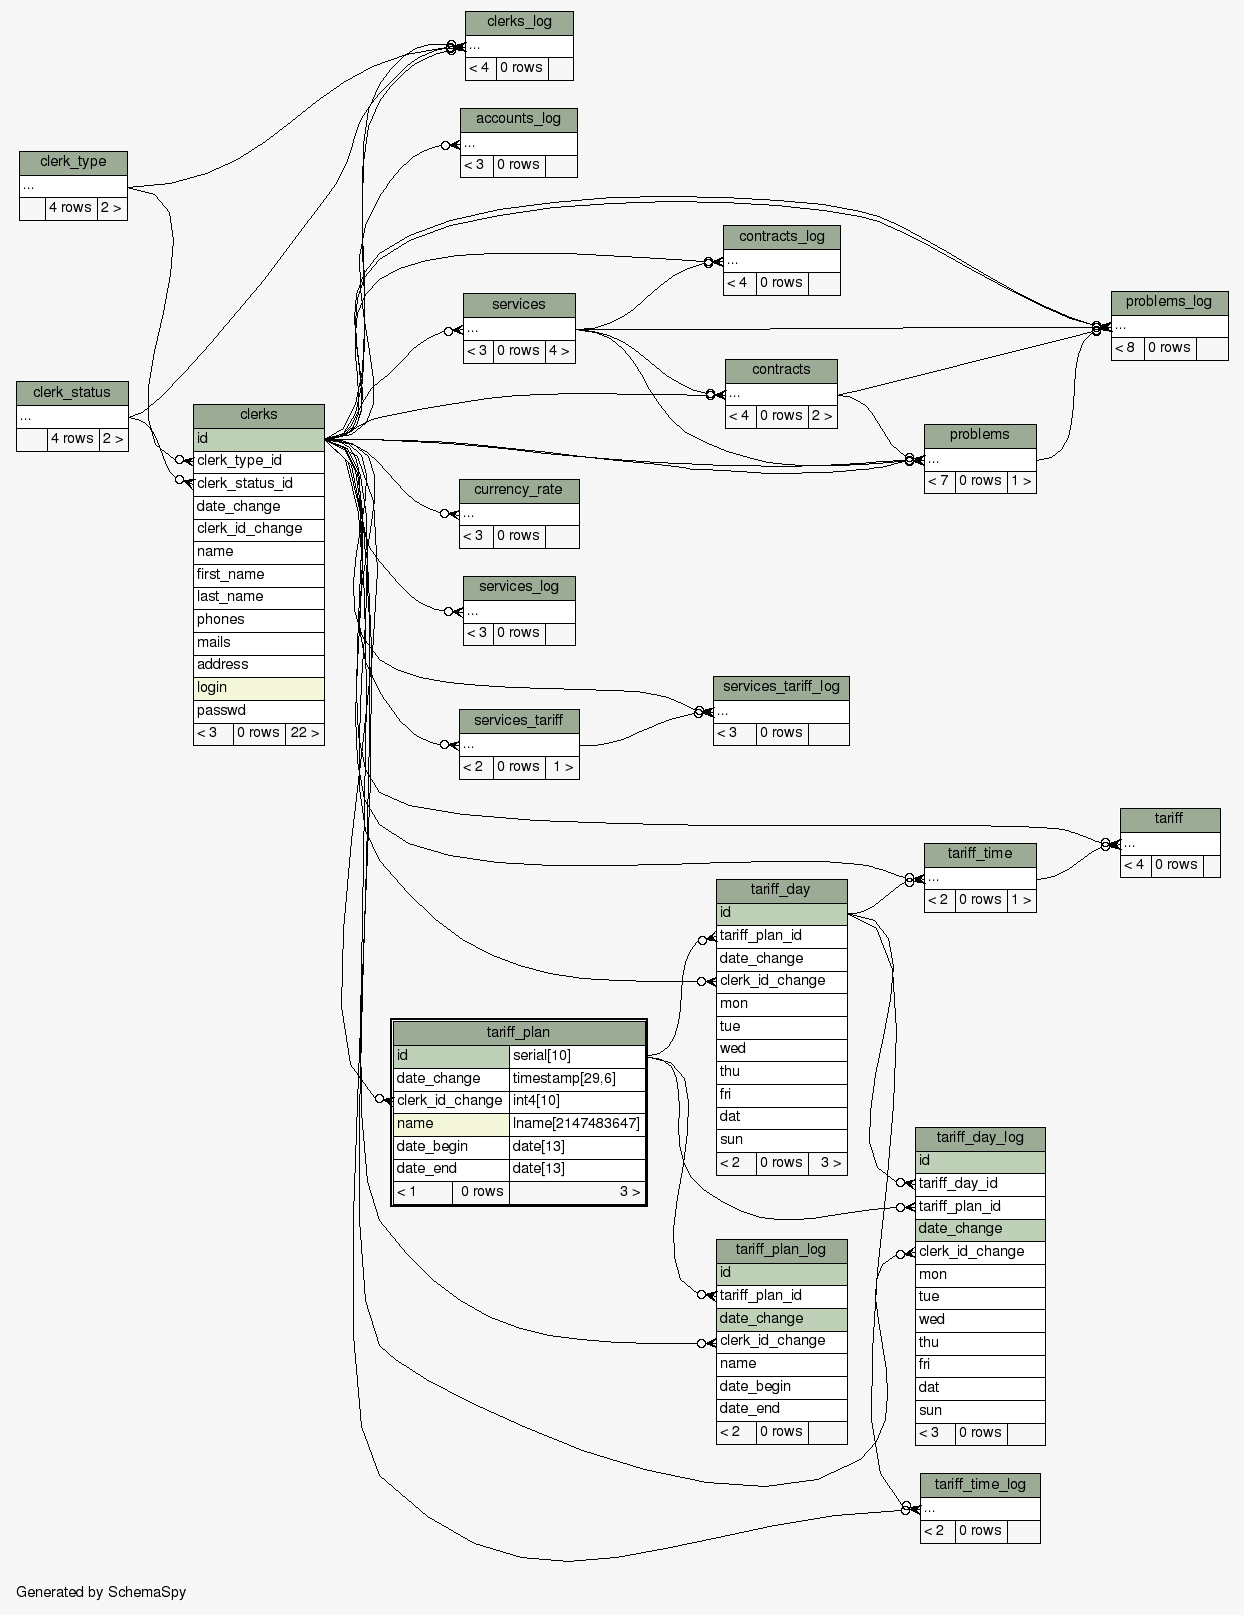 clerks_log
...
< 4 0 rows
accounts_log
...
< 3 0 rows
clerk_type
...
4 rows 2 >
contracts_log
...
< 4 0 rows
services
...
< 3 0 rows 4 >
problems_log
...
< 8 0 rows
contracts
...
< 4 0 rows 2 >
clerk_status
...
4 rows 2 >
clerks
id
clerk_type_id
clerk_status_id
date_change
clerk_id_change
name
first_name
last_name
phones
mails
address
login
passwd
< 3 0 rows 22 >
problems
...
< 7 0 rows 1 >
currency_rate
...
< 3 0 rows
services_log
...
< 3 0 rows
services_tariff_log
...
< 3 0 rows
services_tariff
...
< 2 0 rows 1 >
tariff
...
< 4 0 rows
tariff_time
...
< 2 0 rows 1 >
tariff_day
id
tariff_plan_id
date_change
clerk_id_change
mon
tue
wed
thu
fri
dat
sun
< 2 0 rows 3 >
tariff_plan
id serial[10]
date_change timestamp[29,6]
clerk_id_change int4[10]
name lname[2147483647]
date_begin date[13]
date_end date[13]
< 1 0 rows 3 >
tariff_day_log
id
tariff_day_id
tariff_plan_id
date_change
clerk_id_change
mon
tue
wed
thu
fri
dat
sun
< 3 0 rows
tariff_plan_log
id
tariff_plan_id
date_change
clerk_id_change
name
date_begin
date_end
< 2 0 rows
tariff_time_log
...
< 2 0 rows
Generated by SchemaSpy